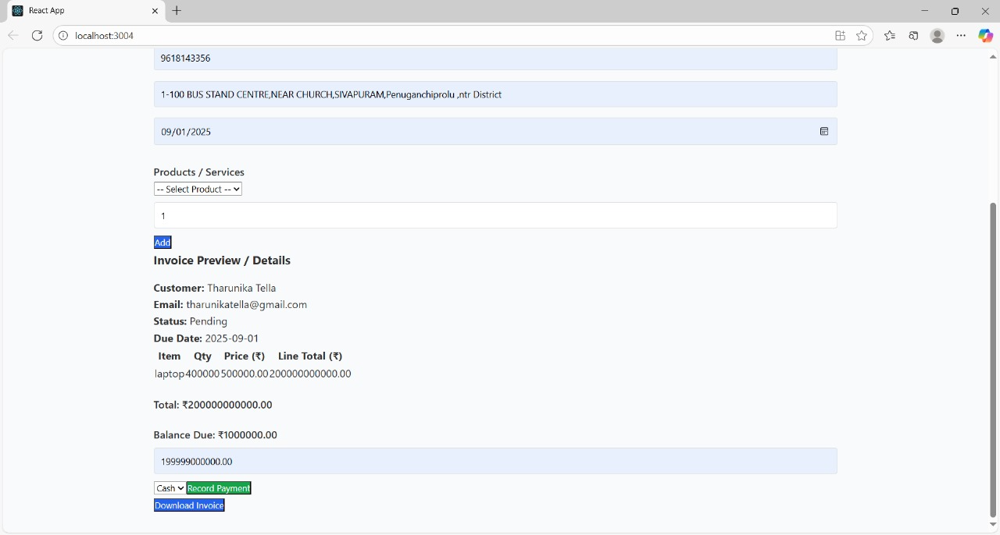 React App
localhost:3004
9618143356
1-100 BUS STAND CENTRE,NEAR CHURCH,SIVAPURAM,Penuganchiprolu ,ntr District
09/01/2025
Products / Services
-- Select Product --
1
Add
Invoice Preview / Details
Customer: Tharunika Tella
Email: tharunikatella@gmail.com
Status: Pending
Due Date: 2025-09-01
Item Qty Price (₹) Line Total (₹)
laptop 400000 500000.00 200000000000.00
Total: ₹200000000000.00
Balance Due: ₹1000000.00
199999000000.00
Cash Record Payment
Download Invoice